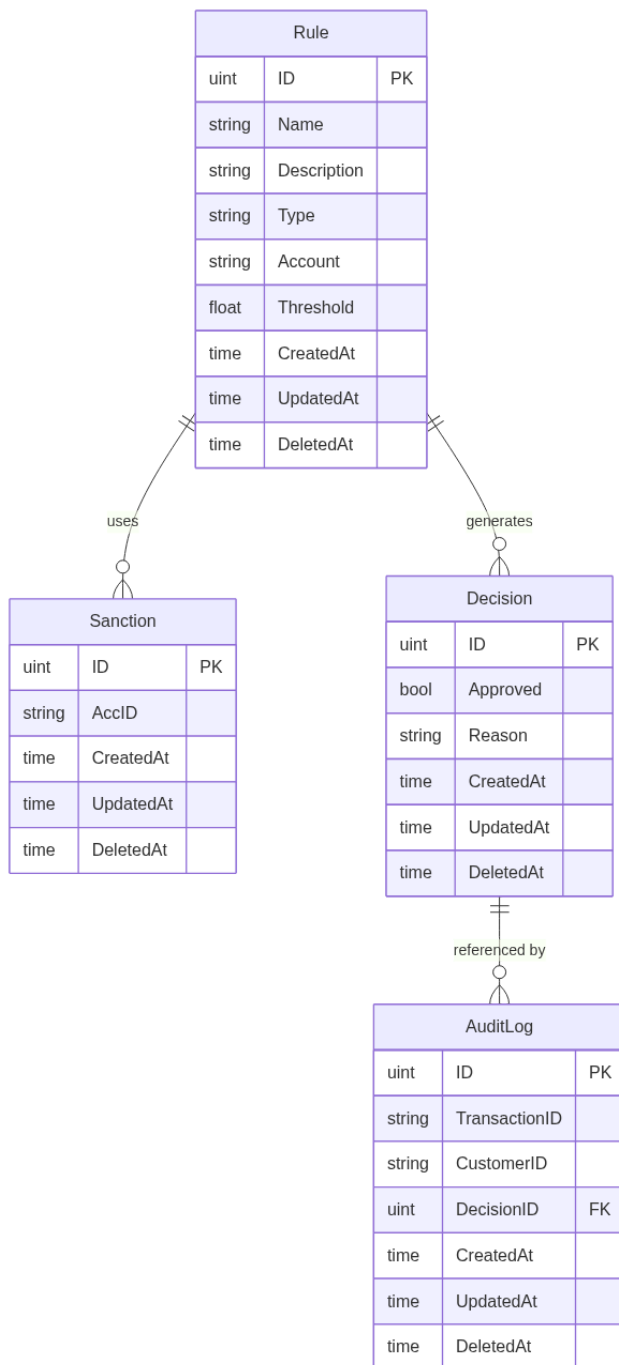 Rule
uint ID PK
string Name
string Description
string Type
string Account
float Threshold
time CreatedAt
time UpdatedAt
time DeletedAt
uses
generates
Sanction
uint ID PK
string AccID
time CreatedAt
time UpdatedAt
time DeletedAt
Decision
uint ID PK
bool Approved
string Reason
time CreatedAt
time UpdatedAt
time DeletedAt
referenced by
AuditLog
uint ID PK
string TransactionID
string CustomerID
uint DecisionID FK
time CreatedAt
time UpdatedAt
time DeletedAt